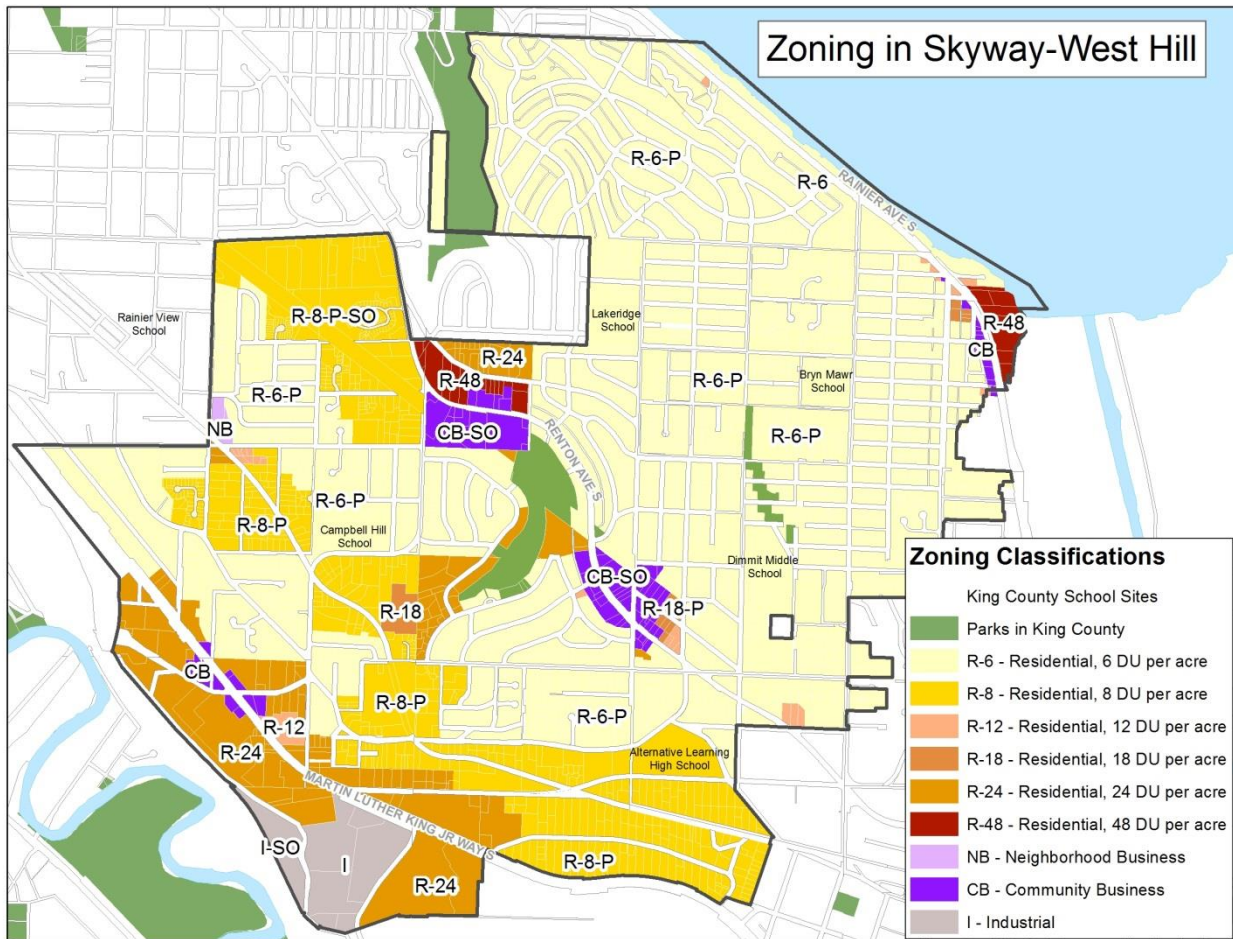 Zoning in Skyway-West Hill
R-6-P
R-6
RAINIER AVE S
R-8-P-SO
Rainier View
School
Lakeridge
School
R-48
R-24
CB
R-48
R-6-P
R-6-P
Bryn Mawr
School
NB
CB-SO
R-6-P
RENTON AVE S
R-6-P
R-8-P
Campbell Hill
School
Dimmit Middle
School
CB-SO
R-18
R-18-P
CB
R-8-P
R-6-P
R-12
R-24
Alternative Learning
High School
MARTIN LUTHER KING JR WAY S
I-SO
I
R-8-P
R-24
Zoning Classifications
King County School Sites
Parks in King County
R-6 - Residential, 6 DU per acre
R-8 - Residential, 8 DU per acre
R-12 - Residential, 12 DU per acre
R-18 - Residential, 18 DU per acre
R-24 - Residential, 24 DU per acre
R-48 - Residential, 48 DU per acre
NB - Neighborhood Business
CB - Community Business
I - Industrial